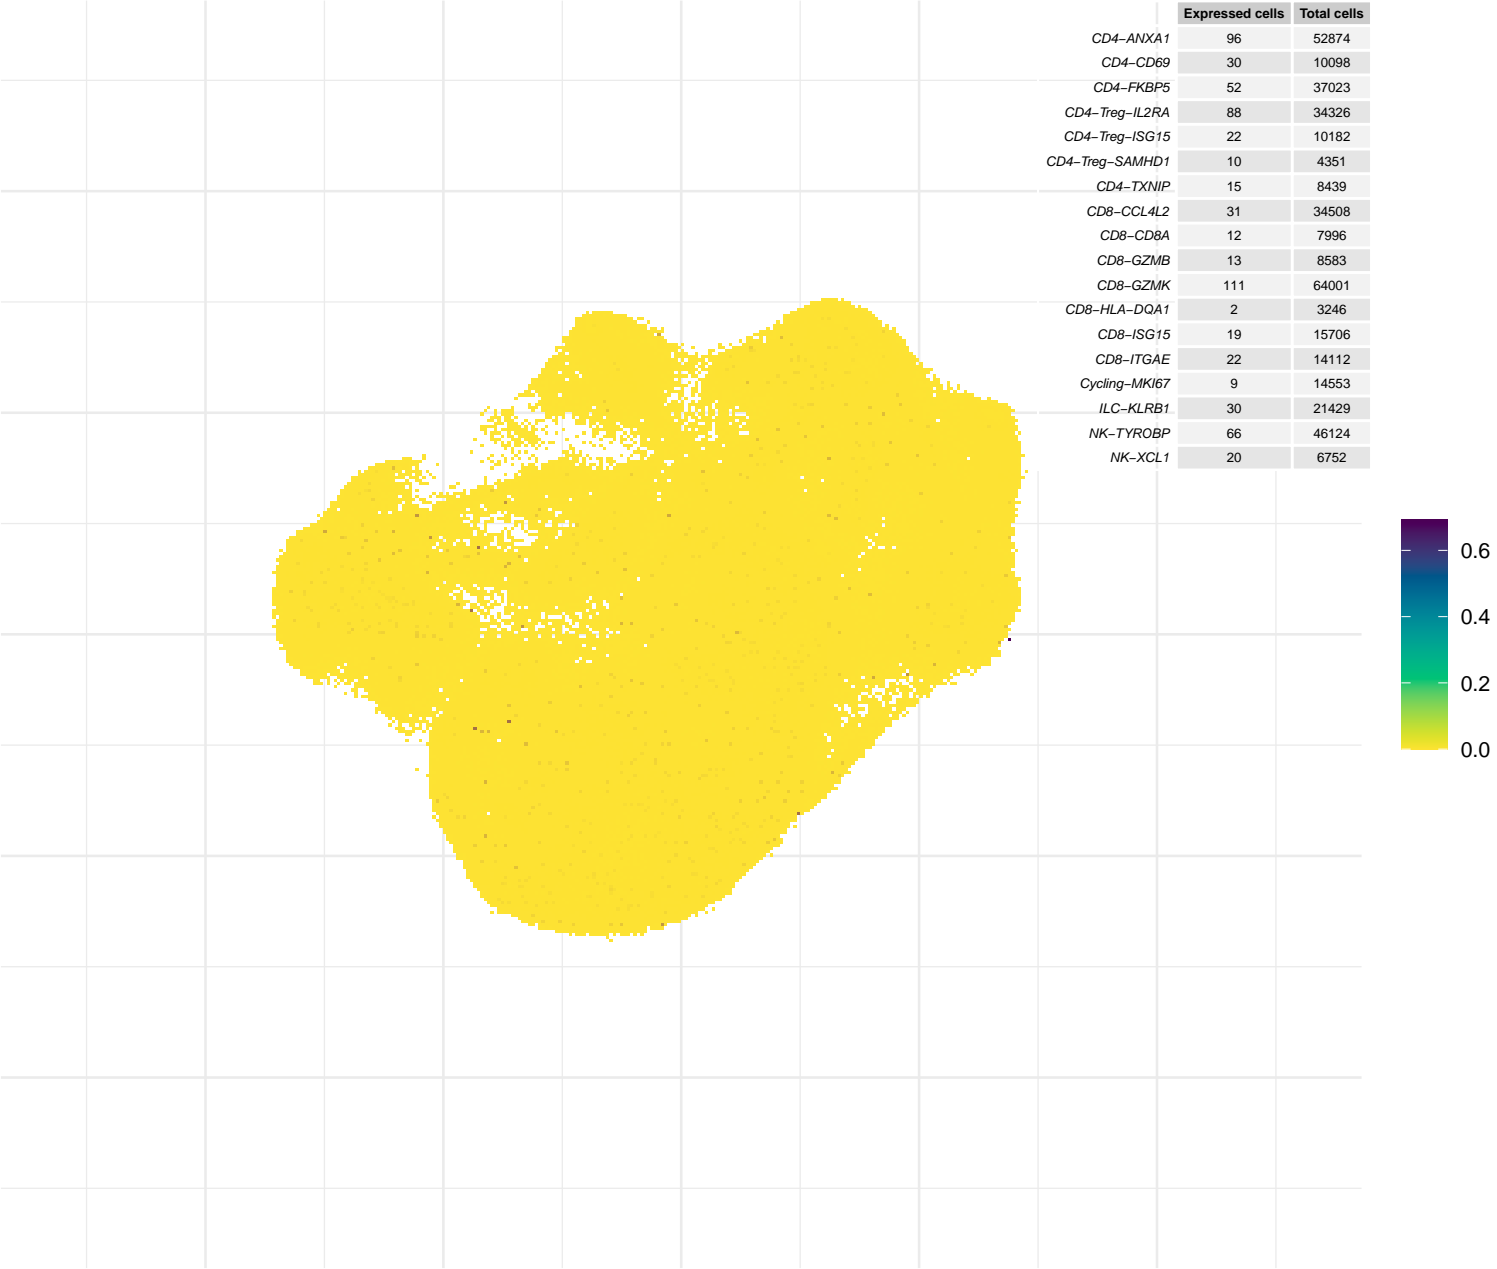 Expressed cells Total cells
CD4−ANXA1 96 52874
CD4−CD69 30 10098
CD4−FKBP5 52 37023
CD4−Treg−IL2RA 88 34326
CD4−Treg−ISG15 22 10182
CD4−Treg−SAMHD1 10 4351
CD4−TXNIP 15 8439
CD8−CCL4L2 31 34508
CD8−CD8A 12 7996
CD8−GZMB 13 8583
CD8−GZMK 111 64001
CD8−HLA−DQA1 2 3246
CD8−ISG15 19 15706
CD8−ITGAE 22 14112
Cycling−MKI67 9 14553
ILC−KLRB1 30 21429
NK−TYROBP 66 46124
NK−XCL1 20 6752
0.6
0.4
0.2
0.0